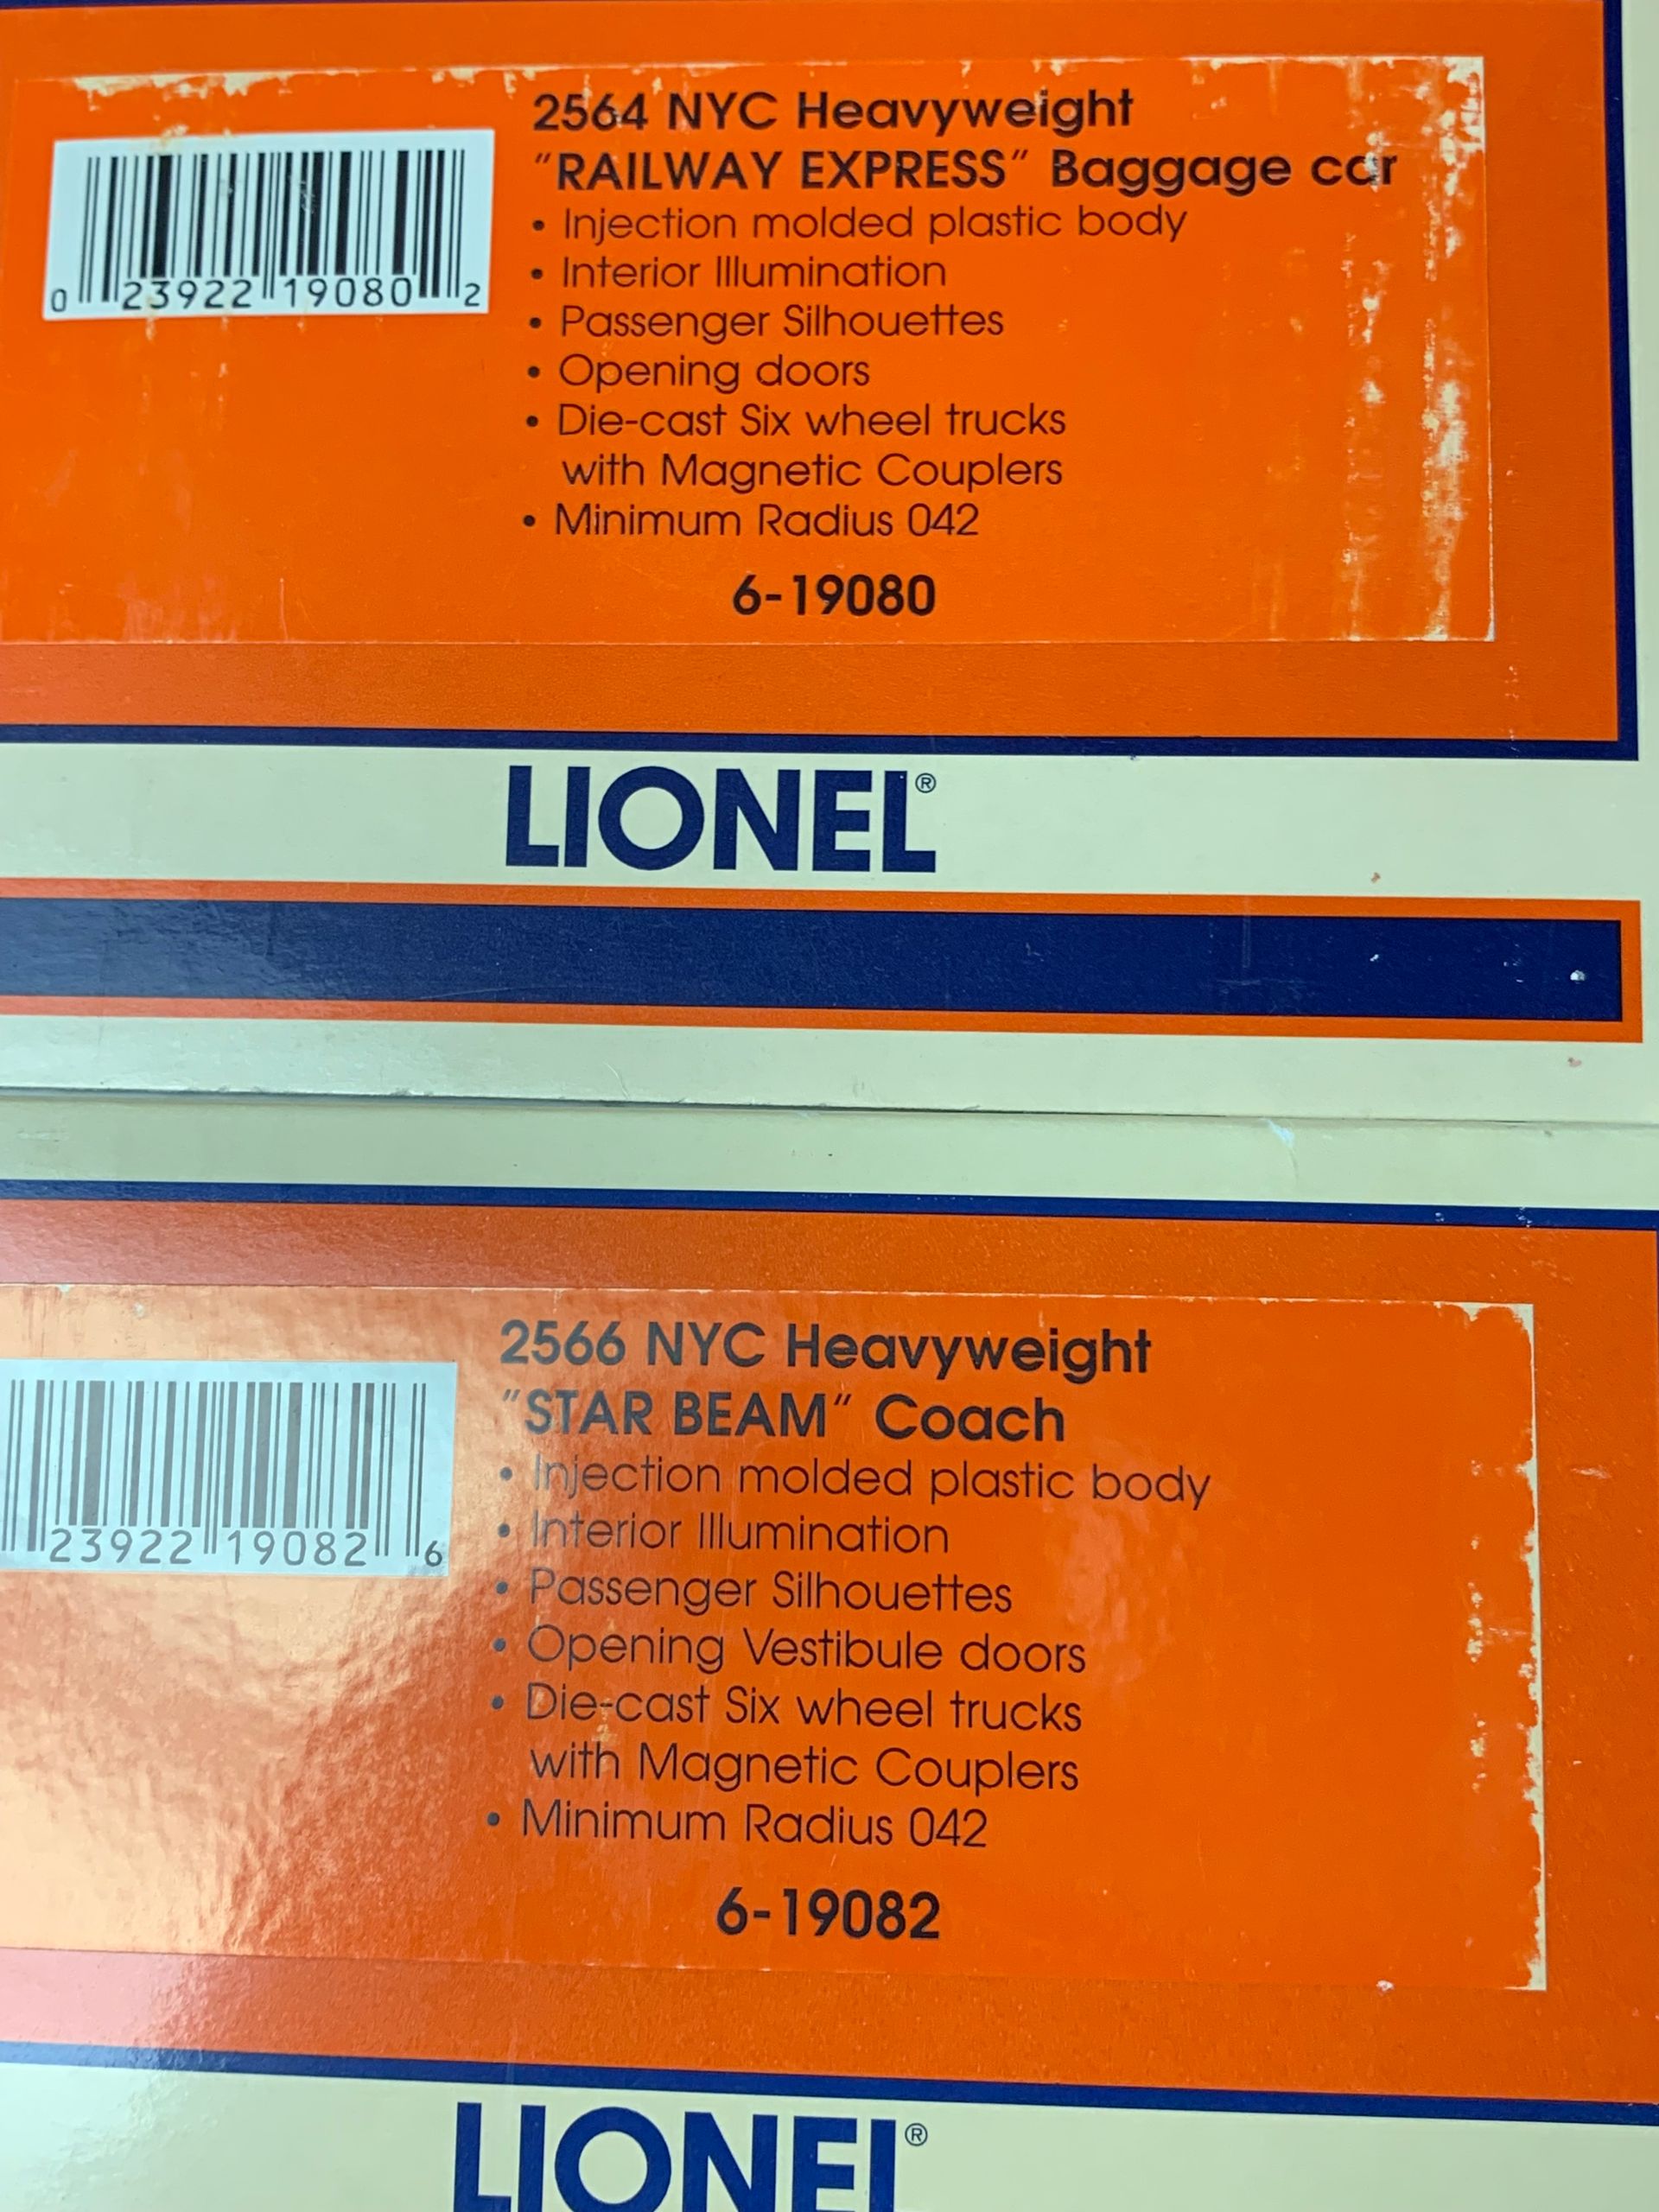 2564 NYC Heavyweight
"RAILWAY EXPRESS" Baggage car
• Injection molded plastic body
• Interior Illumination
• Passenger Silhouettes
• Opening doors
• Die-cast Six wheel trucks
with Magnetic Couplers
• Minimum Radius 042
6-19080
0 23922 19080 2
LIONEL®
2566 NYC Heavyweight
"STAR BEAM" Coach
• Injection molded plastic body
• Interior Illumination
• Passenger Silhouettes
• Opening Vestibule doors
• Die-cast Six wheel trucks
with Magnetic Couplers
• Minimum Radius 042
6-19082
23922 19082 6
LIONEL®